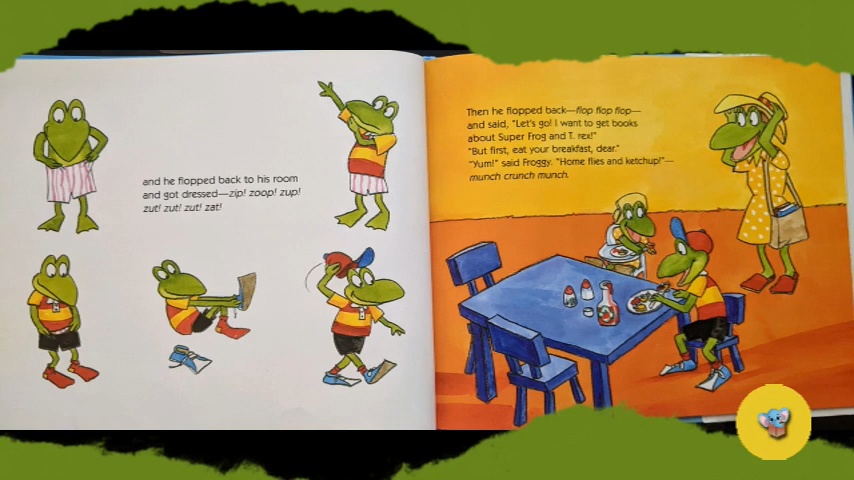 and he flopped back to his room
and got dressed—zip! zoop! zup!
zut! zut! zut! zat!
Then he flopped back—flop flop flop—
and said, "Let's go! I want to get books
about Super Frog and T. rex!"
"But first, eat your breakfast, dear."
"Yum!" said Froggy. "Home flies and ketchup!"—
munch crunch munch.